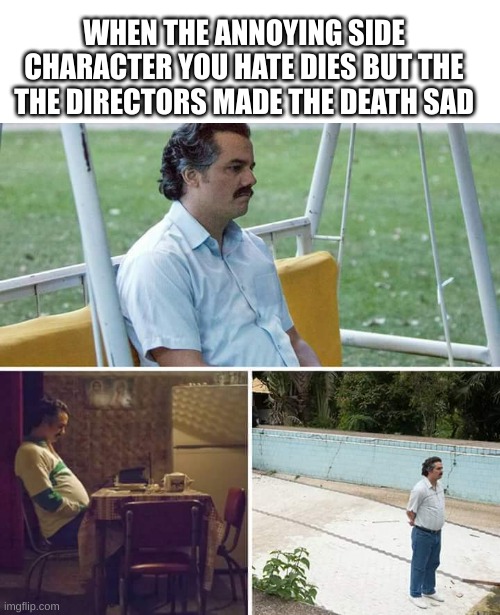 WHEN THE ANNOYING SIDE
CHARACTER YOU HATE DIES BUT THE
THE DIRECTORS MADE THE DEATH SAD
imgflip.com